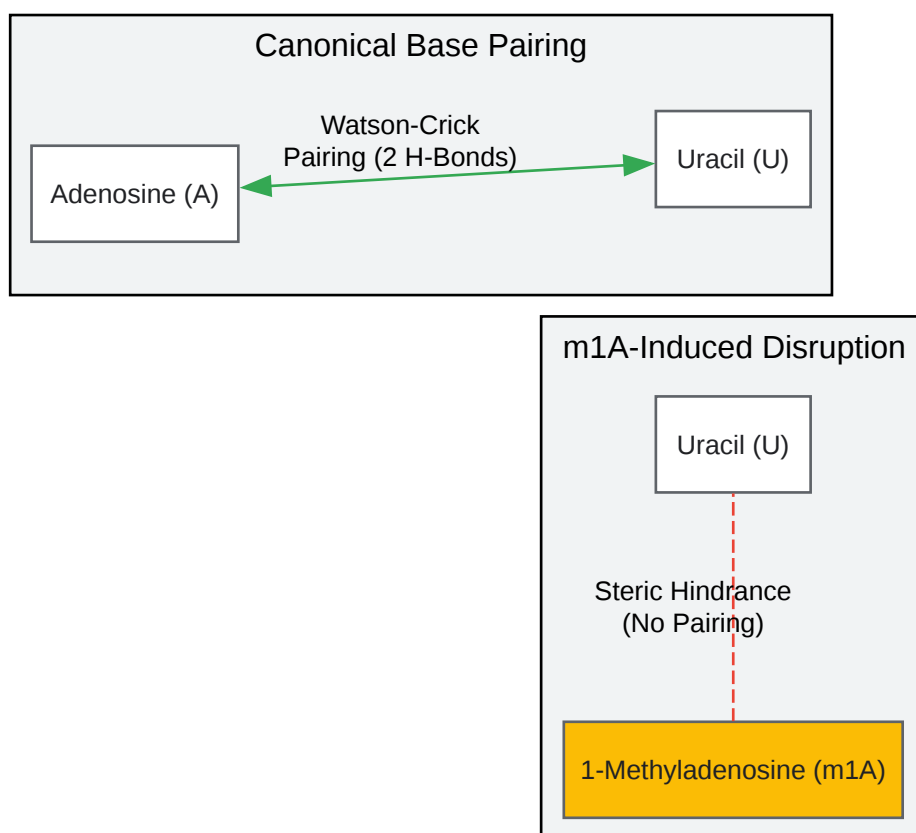 Canonical Base Pairing
Watson-Crick
Pairing (2 H-Bonds)
Adenosine (A)
Uracil (U)
m1A-Induced Disruption
Uracil (U)
Steric Hindrance
(No Pairing)
1-Methyladenosine (m1A)